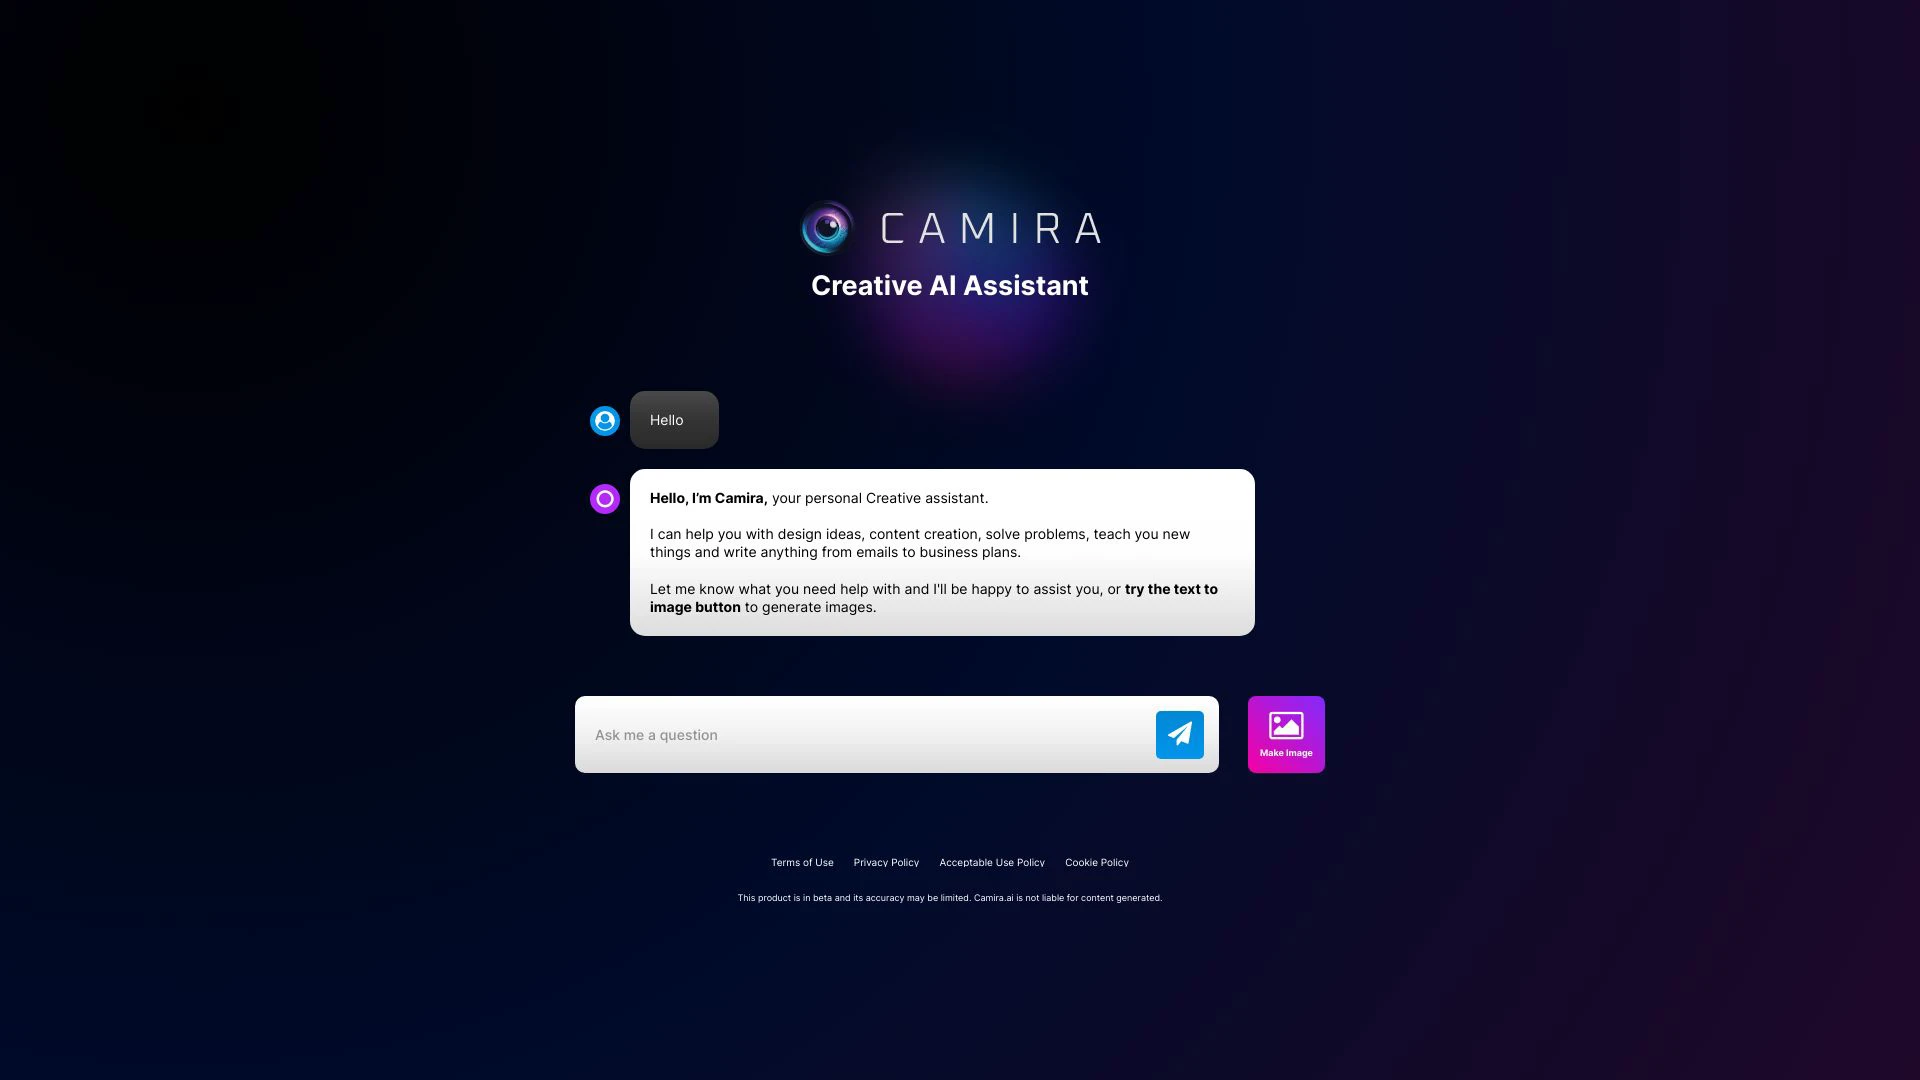 CAMIRA
Creative AI Assistant
Hello
Hello, I'm Camira, your personal Creative assistant.
I can help you with design ideas, content creation, solve problems, teach you new
things and write anything from emails to business plans.
Let me know what you need help with and I'll be happy to assist you, or try the text to
image button to generate images.
Ask me a question
Make Image
Terms of Use Privacy Policy Acceptable Use Policy Cookie Policy
This product is in beta and its accuracy may be limited. Camira.ai is not liable for content generated.